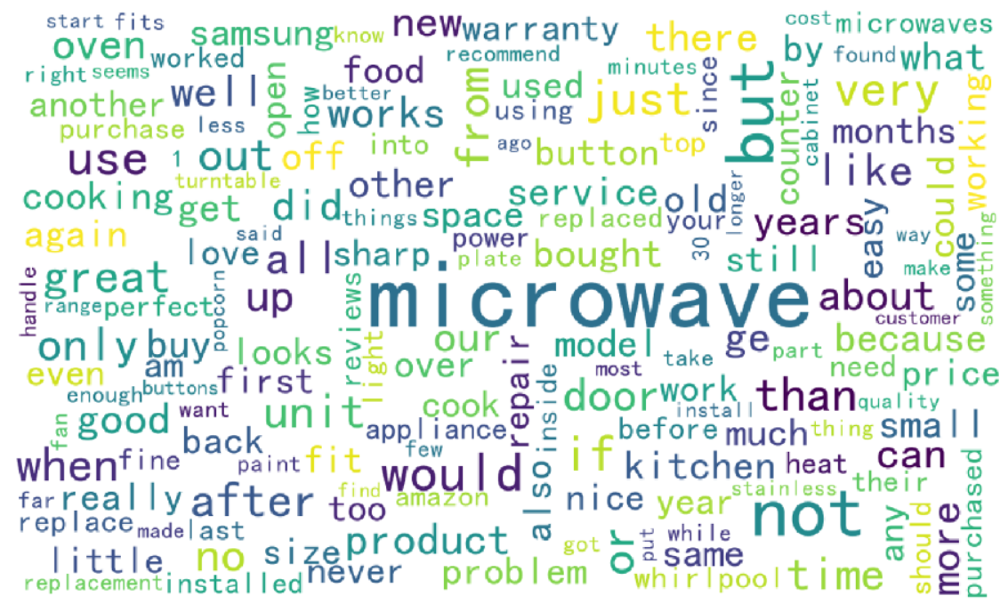 start fits
oven
samsung
know
new
warranty
there
cost
microwaves
right seems
worked
food
recommend
minutes
by
found
what
another
well
open
how
better
works
from
used
using
just
since
but
counter
cabinet
very
working
purchase
less
into
ago
button
top
months
use
1
out
off
turntable
other
like
could
cooking
get
did
things
space
service
replaced
old
your
longer
years
easy
way
something
again
said
love
all
sharp
power
plate
bought
30
still
make
some
great
handle
range
perfect
popcorn
up
reviews
microwave
about
customer
only
buy
looks
light
our
repair
model
take
ge
part
because
even
am
enough
buttons
first
over
inside
most
need
price
fan
good
want
unit
cook
door
work
install
than
quality
back
appliance
few
before
much
thing
small
when
fine
paint
fit
would
also
if
kitchen
heat
can
far
really
after
too
find
amazon
nice
year
stainless
their
replace
made
last
not
any
should
more
purchased
little
no
size
never
product
problem
got
or
put
while
same
whirlpool
time
replacement
installed